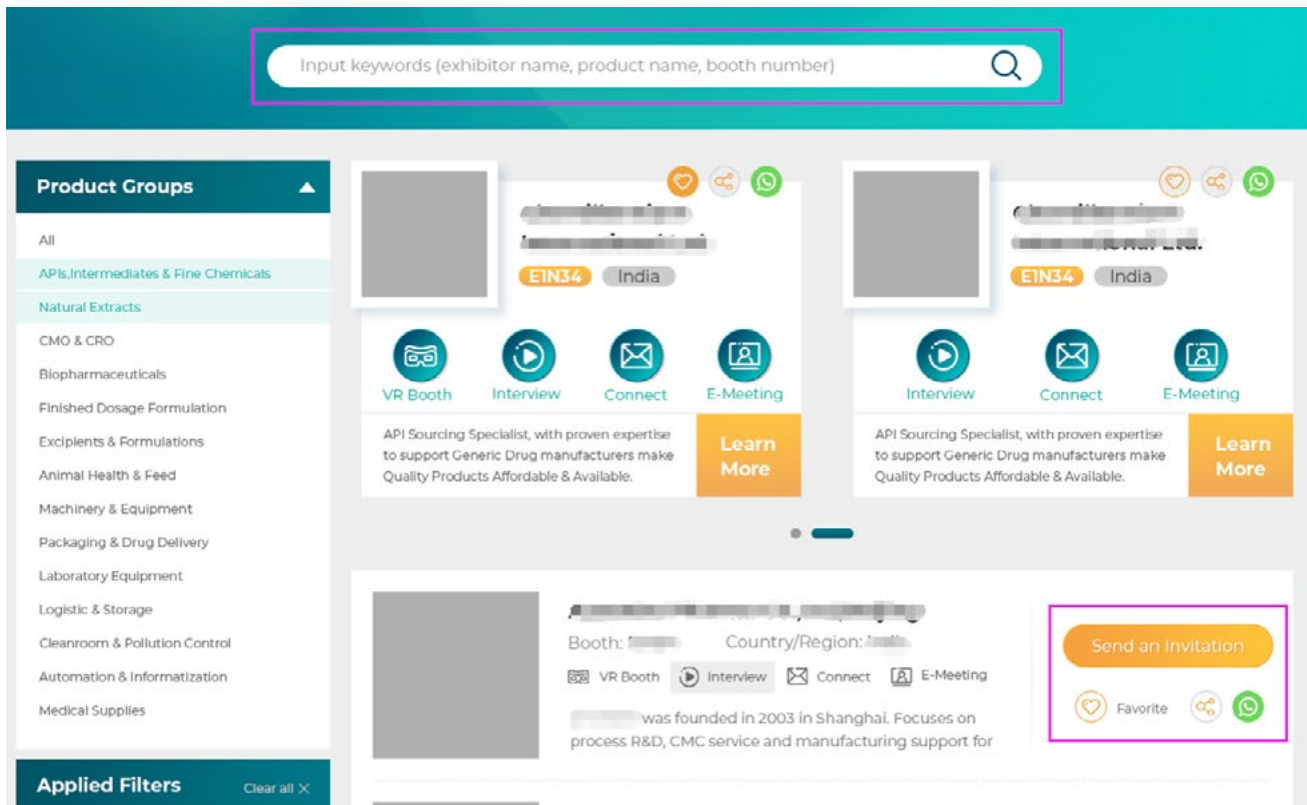 Input keywords (exhibitor name, product name, booth number)
Product Groups
All
APIs,Intermediates & Fine Chemicals
Natural Extracts
CMO & CRO
Biopharmaceuticals
Finished Dosage Formulation
Excipients & Formulations
Animal Health & Feed
Machinery & Equipment
Packaging & Drug Delivery
Laboratory Equipment
Logistic & Storage
Cleanroom & Pollution Control
Automation & Informatization
Medical Supplies
Applied Filters Clear all ×
E1N34 India
VR Booth Interview Connect E-Meeting
API Sourcing Specialist, with proven expertise
to support Generic Drug manufacturers make
Quality Products Affordable & Available.
Learn
More
Ltd.
E1N34 India
Interview Connect E-Meeting
API Sourcing Specialist, with proven expertise
to support Generic Drug manufacturers make
Quality Products Affordable & Available.
Learn
More
Booth: Country/Region:
VR Booth Interview Connect E-Meeting
was founded in 2003 in Shanghai. Focuses on
process R&D, CMC service and manufacturing support for
Send an Invitation
Favorite